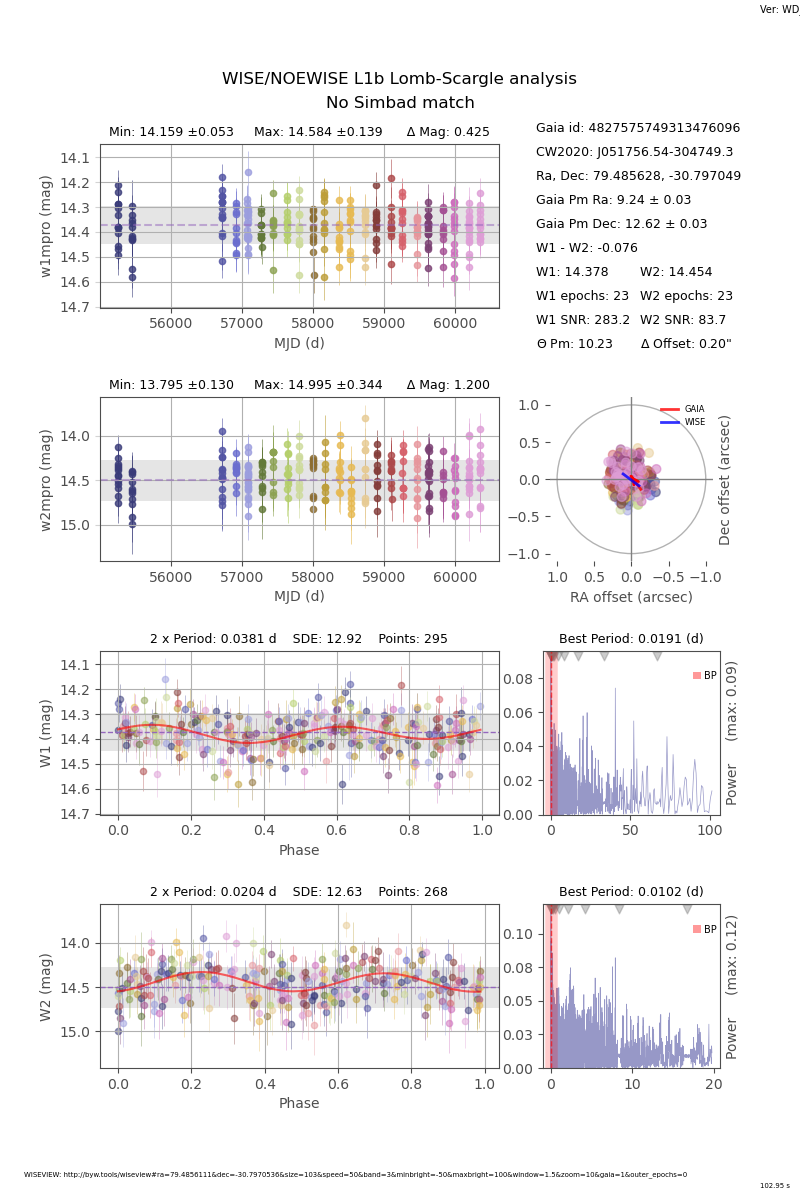 Ver: WD_
WISE/NOEWISE L1b Lomb-Scargle analysis
No Simbad match
Min: 14.159 ±0.053 Max: 14.584 ±0.139 Δ Mag: 0.425
14.1
14.2
14.3
14.4
14.5
14.6
14.7
w1mpro (mag)
56000 57000 58000 59000 60000
MJD (d)
Gaia id: 4827575749313476096
CW2020: J051756.54-304749.3
Ra, Dec: 79.485628, -30.797049
Gaia Pm Ra: 9.24 ± 0.03
Gaia Pm Dec: 12.62 ± 0.03
W1 - W2: -0.076
W1: 14.378 W2: 14.454
W1 epochs: 23 W2 epochs: 23
W1 SNR: 283.2 W2 SNR: 83.7
Θ Pm: 10.23 Δ Offset: 0.20"
Min: 13.795 ±0.130 Max: 14.995 ±0.344 Δ Mag: 1.200
14.0
14.5
15.0
w2mpro (mag)
56000 57000 58000 59000 60000
MJD (d)
GAIA
WISE
1.0
0.5
0.0
−0.5
−1.0
1.0 0.5 0.0 −0.5 −1.0
RA offset (arcsec)
Dec offset (arcsec)
2 x Period: 0.0381 d SDE: 12.92 Points: 295
14.1
14.2
14.3
14.4
14.5
14.6
14.7
W1 (mag)
0.0 0.2 0.4 0.6 0.8 1.0
Phase
Best Period: 0.0191 (d)
BP
0.08
0.06
0.04
0.02
0.00
0 50 100
Power (max: 0.09)
2 x Period: 0.0204 d SDE: 12.63 Points: 268
14.0
14.5
15.0
W2 (mag)
0.0 0.2 0.4 0.6 0.8 1.0
Phase
Best Period: 0.0102 (d)
BP
0.10
0.08
0.05
0.03
0.00
0 10 20
Power (max: 0.12)
WISEVIEW: http://byw.tools/wiseview#ra=79.4856111&dec=-30.7970536&size=103&speed=50&band=3&minbright=-50&maxbright=100&window=1.5&zoom=10&gaia=1&outer_epochs=0
102.95 s